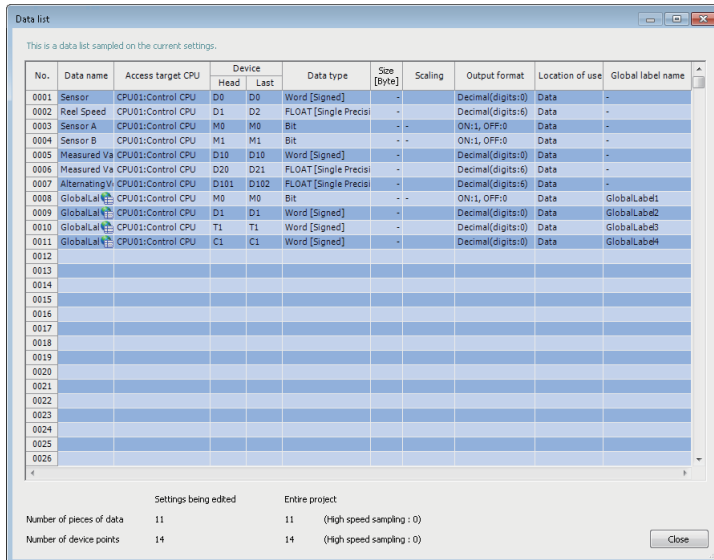 Data list
This is a data list sampled on the current settings.
No. Data name Access target CPU Device Head Last Data type Size [Byte] Scaling Output format Location of use Global label name
0001 Sensor CPU01:Control CPU D0 D0 Word [Signed] - Decimal(digits:0) Data -
0002 Reel Speed CPU01:Control CPU D1 D2 FLOAT [Single Precisi - Decimal(digits:6) Data -
0003 Sensor A CPU01:Control CPU M0 M0 Bit - - ON:1, OFF:0 Data -
0004 Sensor B CPU01:Control CPU M1 M1 Bit - - ON:1, OFF:0 Data -
0005 Measured Va CPU01:Control CPU D10 D10 Word [Signed] - Decimal(digits:0) Data -
0006 Measured Va CPU01:Control CPU D20 D21 FLOAT [Single Precisi - Decimal(digits:6) Data -
0007 AlternatingV CPU01:Control CPU D101 D102 FLOAT [Single Precisi - Decimal(digits:6) Data -
0008 GlobalLal CPU01:Control CPU M0 M0 Bit - - ON:1, OFF:0 Data GlobalLabel1
0009 GlobalLal CPU01:Control CPU D1 D1 Word [Signed] - Decimal(digits:0) Data GlobalLabel2
0010 GlobalLal CPU01:Control CPU T1 T1 Word [Signed] - Decimal(digits:0) Data GlobalLabel3
0011 GlobalLal CPU01:Control CPU C1 C1 Word [Signed] - Decimal(digits:0) Data GlobalLabel4
0012
0013
0014
0015
0016
0017
0018
0019
0020
0021
0022
0023
0024
0025
0026
Settings being edited Entire project
Number of pieces of data 11 11 (High speed sampling : 0)
Number of device points 14 14 (High speed sampling : 0)
Close